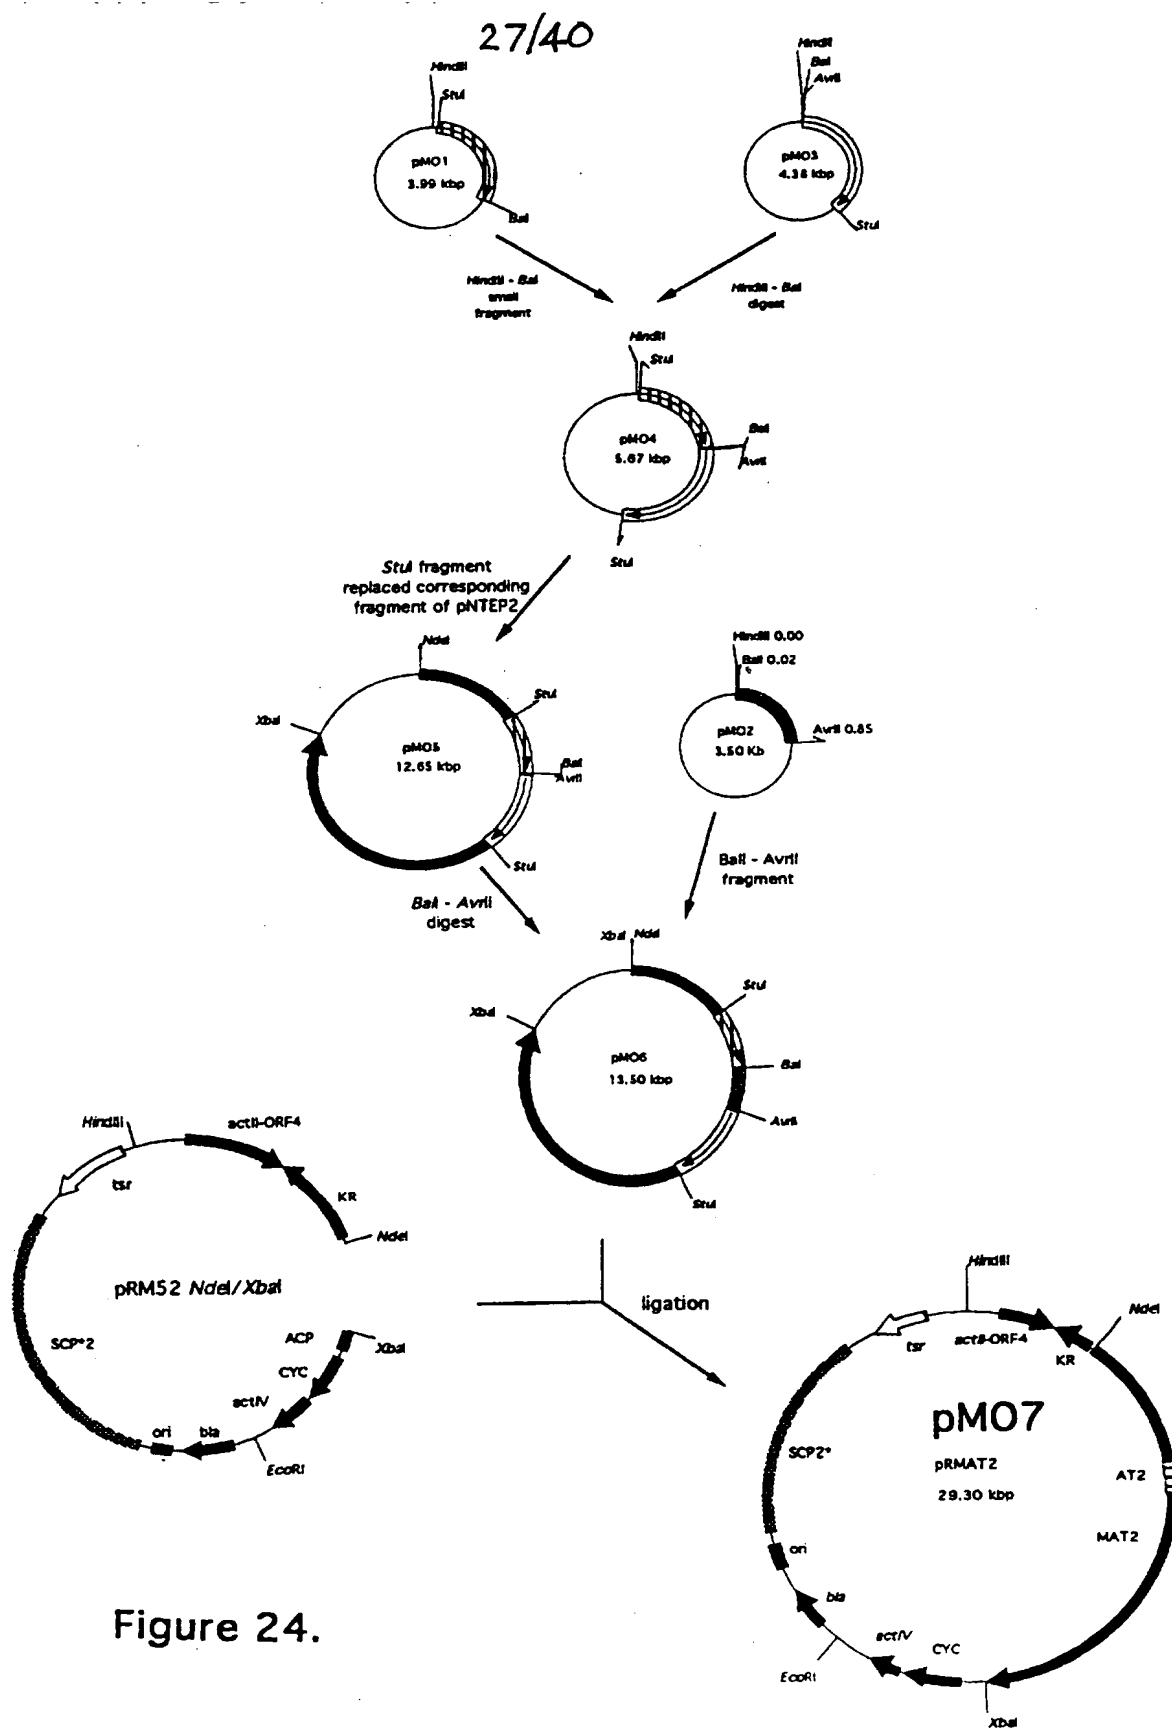 27/40
HindIII
StuI
pMO1
3.99 kbp
BalI
HindIII
BalI
AvrII
pMO3
4.38 kbp
StuI
HindIII - BalI
small
fragment
HindIII - BalI
digest
HindIII
StuI
pMO4
5.67 kbp
BalI
AvrII
StuI
StuI fragment
replaced corresponding
fragment of pNTEP2
NdeI
StuI
XbaI
pMO5
12.65 kbp
BalI
AvrII
StuI
HindIII 0.00
BalI 0.02
pMO2
3.50 Kb
AvrII 0.85
BalI - AvrII
digest
BalI - AvrII
fragment
XbaI NdeI
StuI
XbaI
pMO6
13.50 kbp
BalI
AvrII
StuI
HindIII
actII-ORF4
tsr
KR
NdeI
pRM52 NdeI/XbaI
SCP*2
ACP
XbaI
CYC
actIV
ori
bla
EcoRI
ligation
HindIII
NdeI
tsr
actII-ORF4
KR
pMO7
pRMAT2
29.30 kbp
SCP2*
AT2
MAT2
ori
bla
actIV
CYC
EcoRI
XbaI
Figure 24.